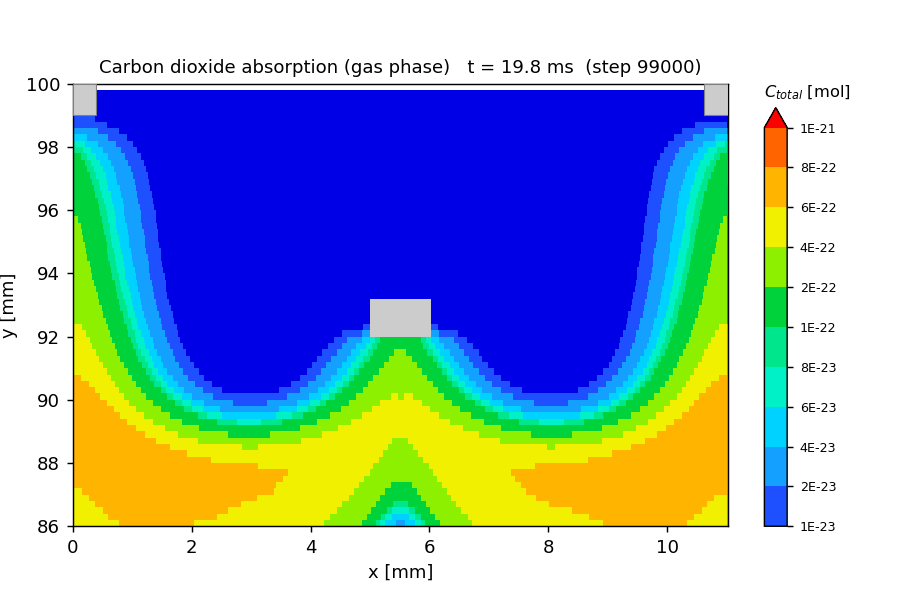 Carbon dioxide absorption (gas phase)   t = 19.8 ms  (step 99000)
C_total [mol]
1E-21
8E-22
6E-22
4E-22
2E-22
1E-22
8E-23
6E-23
4E-23
2E-23
1E-23
y [mm]
100
98
96
94
92
90
88
86
0 2 4 6 8 10
x [mm]